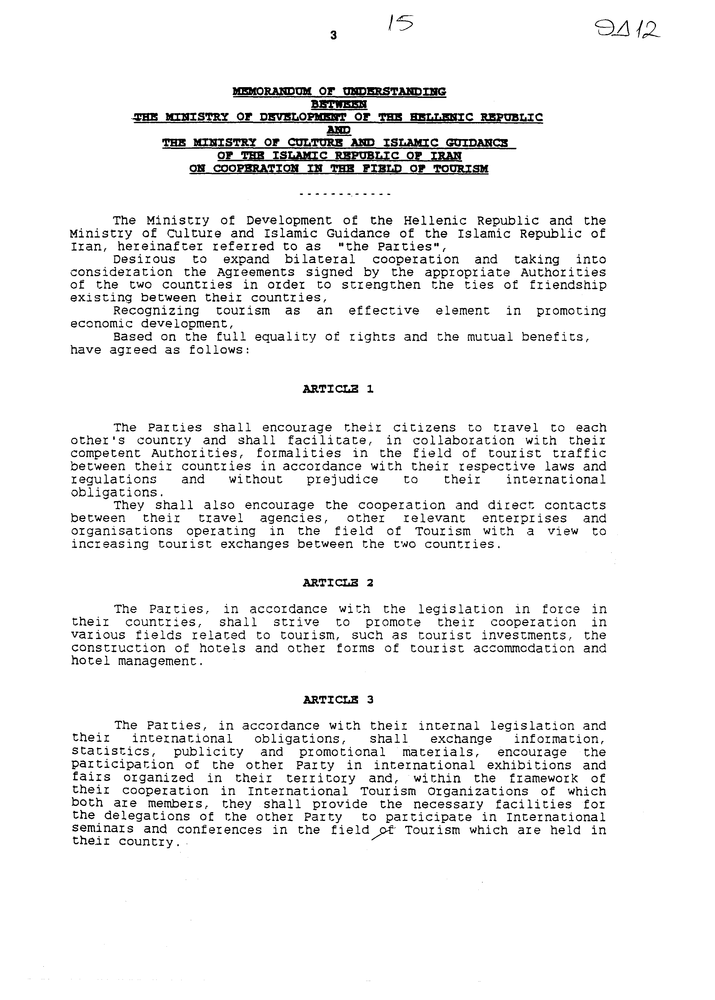 15
3
MEMORANDUM OF UNDERSTANDING
BETWEEN
THE MINISTRY OF DEVELOPMENT OF THE HELLENIC REPUBLIC
AND
THE MINISTRY OF CULTURE AND ISLAMIC GUIDANCE
OF THE ISLAMIC REPUBLIC OF IRAN
ON COOPERATION IN THE FIELD OF TOURISM
------------
The Ministry of Development of the Hellenic Republic and the
Ministry of Culture and Islamic Guidance of the Islamic Republic of
Iran, hereinafter referred to as "the Parties",
Desirous to expand bilateral cooperation and taking into
consideration the Agreements signed by the appropriate Authorities
of the two countries in order to strengthen the ties of friendship
existing between their countries,
Recognizing tourism as an effective element in promoting
economic development,
Based on the full equality of rights and the mutual benefits,
have agreed as follows:
ARTICLE 1
The Parties shall encourage their citizens to travel to each
other's country and shall facilitate, in collaboration with their
competent Authorities, formalities in the field of tourist traffic
between their countries in accordance with their respective laws and
regulations and without prejudice to their international
obligations.
They shall also encourage the cooperation and direct contacts
between their travel agencies, other relevant enterprises and
organisations operating in the field of Tourism with a view to
increasing tourist exchanges between the two countries.
ARTICLE 2
The Parties, in accordance with the legislation in force in
their countries, shall strive to promote their cooperation in
various fields related to tourism, such as tourist investments, the
construction of hotels and other forms of tourist accommodation and
hotel management.
ARTICLE 3
The Parties, in accordance with their internal legislation and
their international obligations, shall exchange information,
statistics, publicity and promotional materials, encourage the
participation of the other Party in international exhibitions and
fairs organized in their territory and, within the framework of
their cooperation in International Tourism Organizations of which
both are members, they shall provide the necessary facilities for
the delegations of the other Party to participate in International
seminars and conferences in the field of Tourism which are held in
their country.